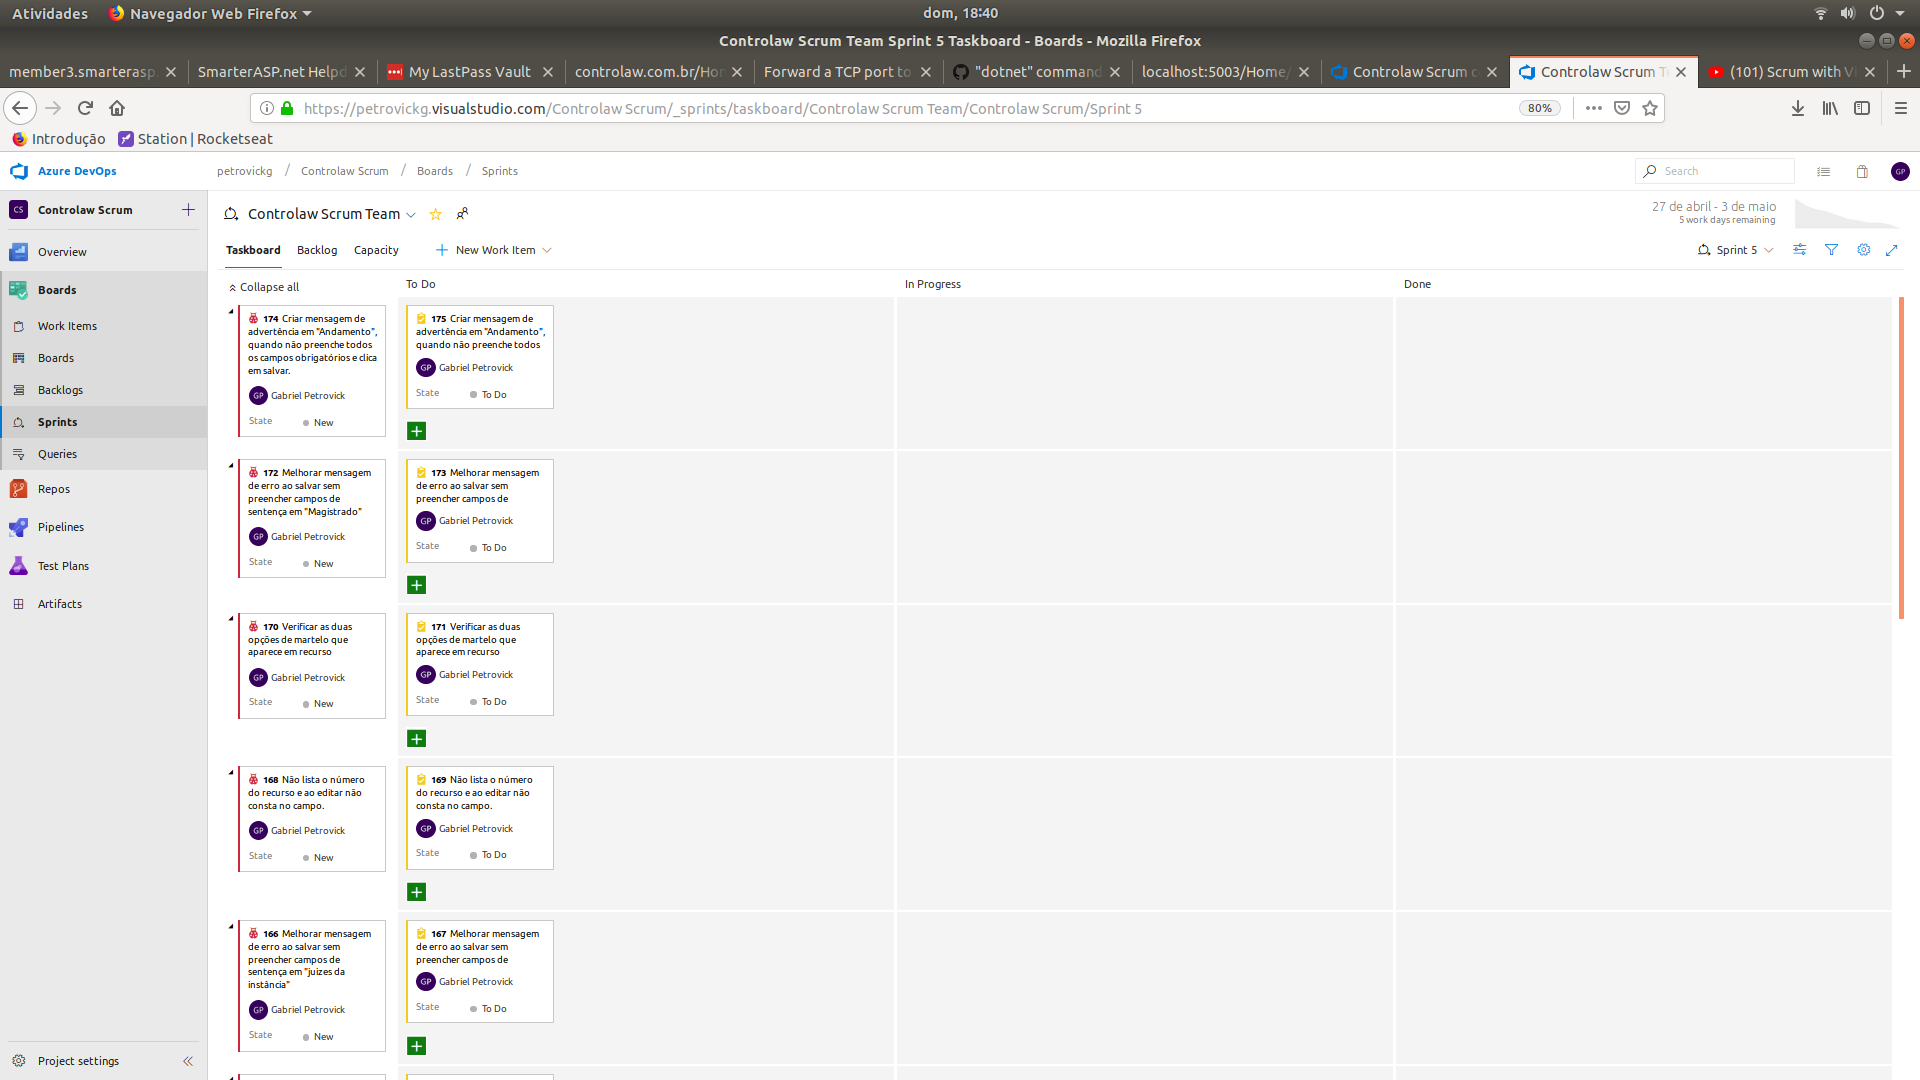 Atividades Navegador Web Firefox dom, 18:40
Controlaw Scrum Team Sprint 5 Taskboard - Boards - Mozilla Firefox
member3.smarterasp SmarterASP.net Helpd My LastPass Vault controlaw.com.br/Hor Forward a TCP port to "dotnet" command localhost:5003/Home/ Controlaw Scrum c Controlaw Scrum T (101) Scrum with V
https://petrovickg.visualstudio.com/Controlaw Scrum/_sprints/taskboard/Controlaw Scrum Team/Controlaw Scrum/Sprint 5 80%
Introdução Station | Rocketseat
Azure DevOps petrovickg / Controlaw Scrum / Boards / Sprints Search GP
CS Controlaw Scrum
Overview
Boards
Work Items
Boards
Backlogs
Sprints
Queries
Repos
Pipelines
Test Plans
Artifacts
Project settings
Controlaw Scrum Team
27 de abril - 3 de maio
5 work days remaining
Taskboard Backlog Capacity New Work Item Sprint 5
Collapse all To Do In Progress Done
174 Criar mensagem de
advertência em "Andamento",
quando não preenche todos
os campos obrigatórios e clica
em salvar.
GP Gabriel Petrovick
State New
175 Criar mensagem de
advertência em "Andamento",
quando não preenche todos
GP Gabriel Petrovick
State To Do
172 Melhorar mensagem
de erro ao salvar sem
preencher campos de
sentença em "Magistrado"
GP Gabriel Petrovick
State New
173 Melhorar mensagem
de erro ao salvar sem
preencher campos de
GP Gabriel Petrovick
State To Do
170 Verificar as duas
opções de martelo que
aparece em recurso
GP Gabriel Petrovick
State New
171 Verificar as duas
opções de martelo que
aparece em recurso
GP Gabriel Petrovick
State To Do
168 Não lista o número
do recurso e ao editar não
consta no campo.
GP Gabriel Petrovick
State New
169 Não lista o número
do recurso e ao editar não
consta no campo.
GP Gabriel Petrovick
State To Do
166 Melhorar mensagem
de erro ao salvar sem
preencher campos de
sentença em "juizes da
instância"
GP Gabriel Petrovick
State New
167 Melhorar mensagem
de erro ao salvar sem
preencher campos de
GP Gabriel Petrovick
State To Do